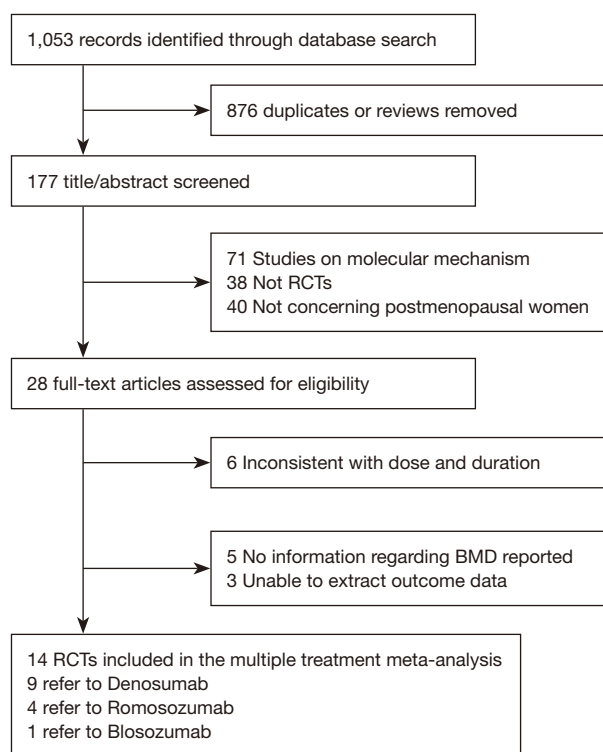 1,053 records identified through database search
876 duplicates or reviews removed
177 title/abstract screened
71 Studies on molecular mechanism
38 Not RCTs
40 Not concerning postmenopausal women
28 full-text articles assessed for eligibility
6 Inconsistent with dose and duration
5 No information regarding BMD reported
3 Unable to extract outcome data
14 RCTs included in the multiple treatment meta-analysis
9 refer to Denosumab
4 refer to Romosozumab
1 refer to Blosozumab